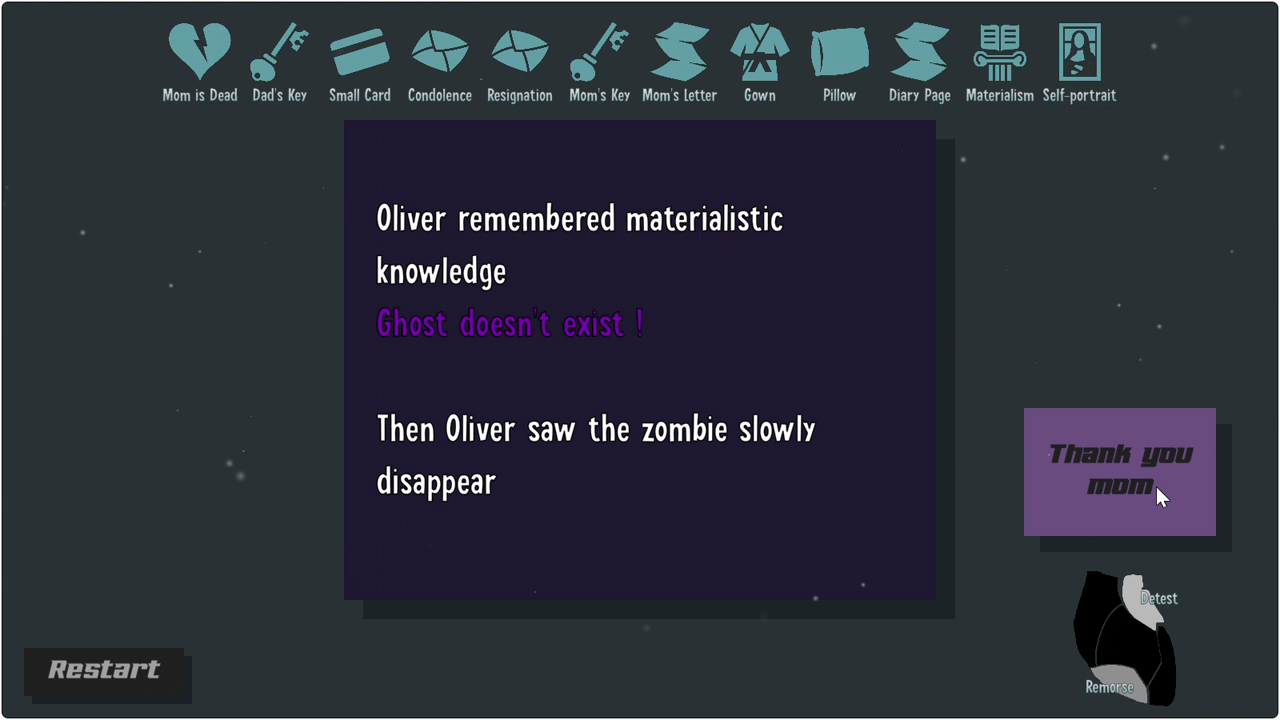 Mom is Dead
Dad's Key
Small Card
Condolence
Resignation
Mom's Key
Mom's Letter
Gown
Pillow
Diary Page
Materialism
Self-portrait
Oliver remembered materialistic
knowledge
Ghost doesn't exist !
Then Oliver saw the zombie slowly
disappear
Thank you
mom
Detest
Remorse
Restart